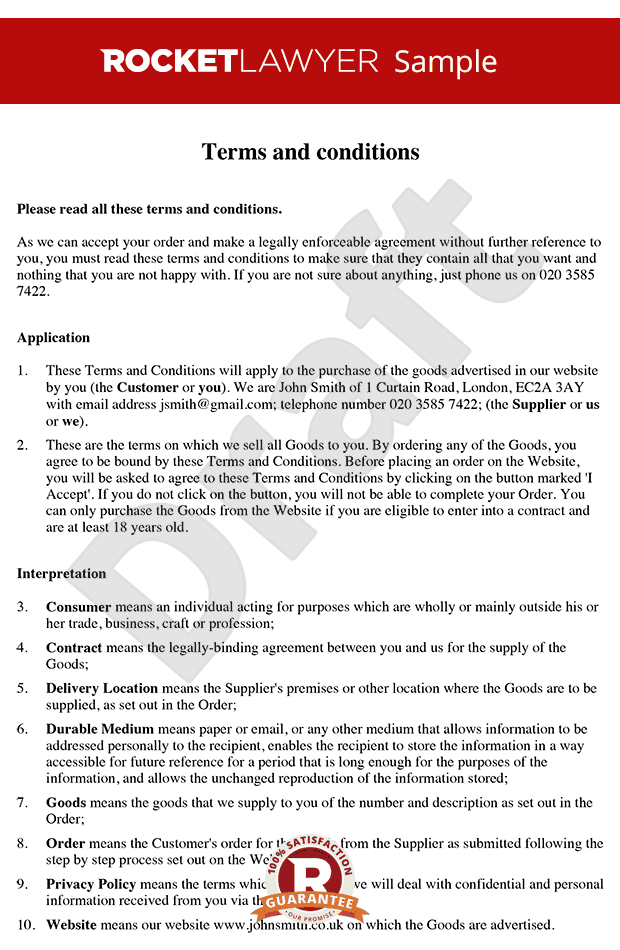 ROCKETLAWYER Sample
Terms and conditions
Please read all these terms and conditions.
As we can accept your order and make a legally enforceable agreement without further reference to
you, you must read these terms and conditions to make sure that they contain all that you want and
nothing that you are not happy with. If you are not sure about anything, just phone us on 020 3585
7422.
Application
1. These Terms and Conditions will apply to the purchase of the goods advertised in our website
by you (the Customer or you). We are John Smith of 1 Curtain Road, London, EC2A 3AY
with email address jsmith@gmail.com; telephone number 020 3585 7422; (the Supplier or us
or we).
2. These are the terms on which we sell all Goods to you. By ordering any of the Goods, you
agree to be bound by these Terms and Conditions. Before placing an order on the Website,
you will be asked to agree to these Terms and Conditions by clicking on the button marked 'I
Accept'. If you do not click on the button, you will not be able to complete your Order. You
can only purchase the Goods from the Website if you are eligible to enter into a contract and
are at least 18 years old.
Interpretation
3. Consumer means an individual acting for purposes which are wholly or mainly outside his or
her trade, business, craft or profession;
4. Contract means the legally-binding agreement between you and us for the supply of the
Goods;
5. Delivery Location means the Supplier's premises or other location where the Goods are to be
supplied, as set out in the Order;
6. Durable Medium means paper or email, or any other medium that allows information to be
addressed personally to the recipient, enables the recipient to store the information in a way
accessible for future reference for a period that is long enough for the purposes of the
information, and allows the unchanged reproduction of the information stored;
7. Goods means the goods that we supply to you of the number and description as set out in the
Order;
8. Order means the Customer's order for from the Supplier as submitted following the
step by step process set out on the
9. Privacy Policy means the terms we will deal with confidential and personal
information received from you via
10. Website means our website www.johnsmith.co.uk on which the Goods are advertised.
Draft
100% SATISFACTION
R
GUARANTEE
OUR PROMISE